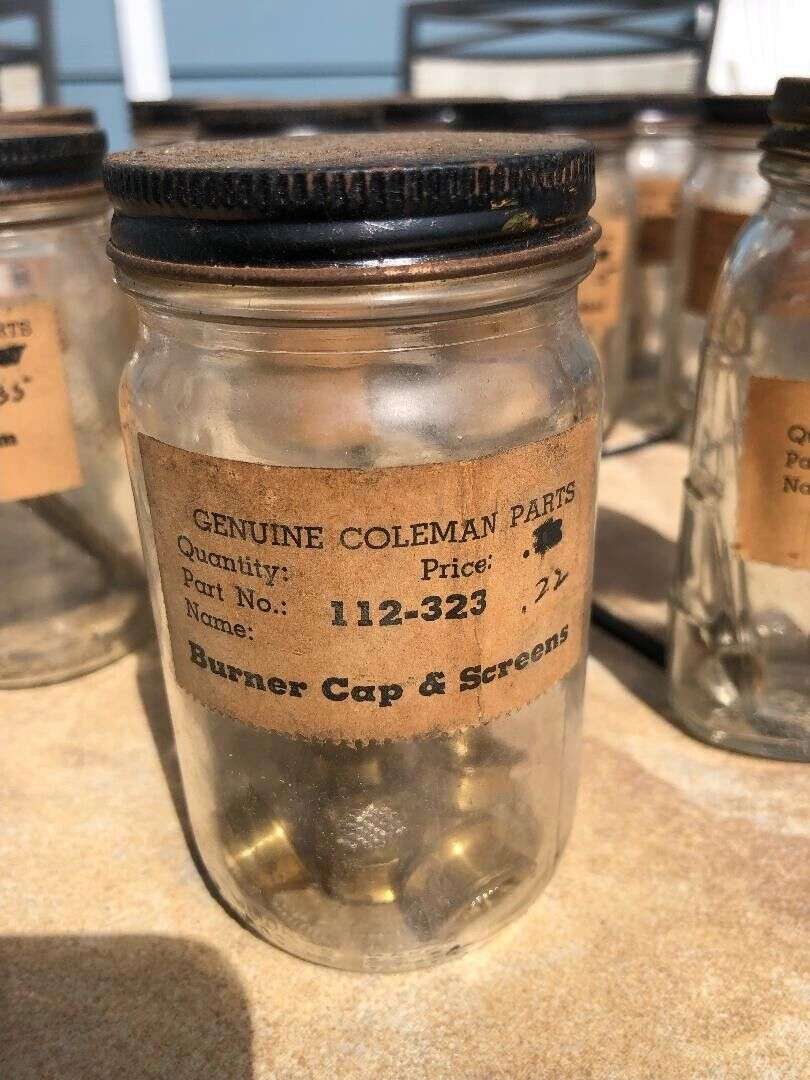 GENUINE COLEMAN PARTS
Quantity: Price:
Part No.: 112-323 .22
Name:
Burner Cap & Screens